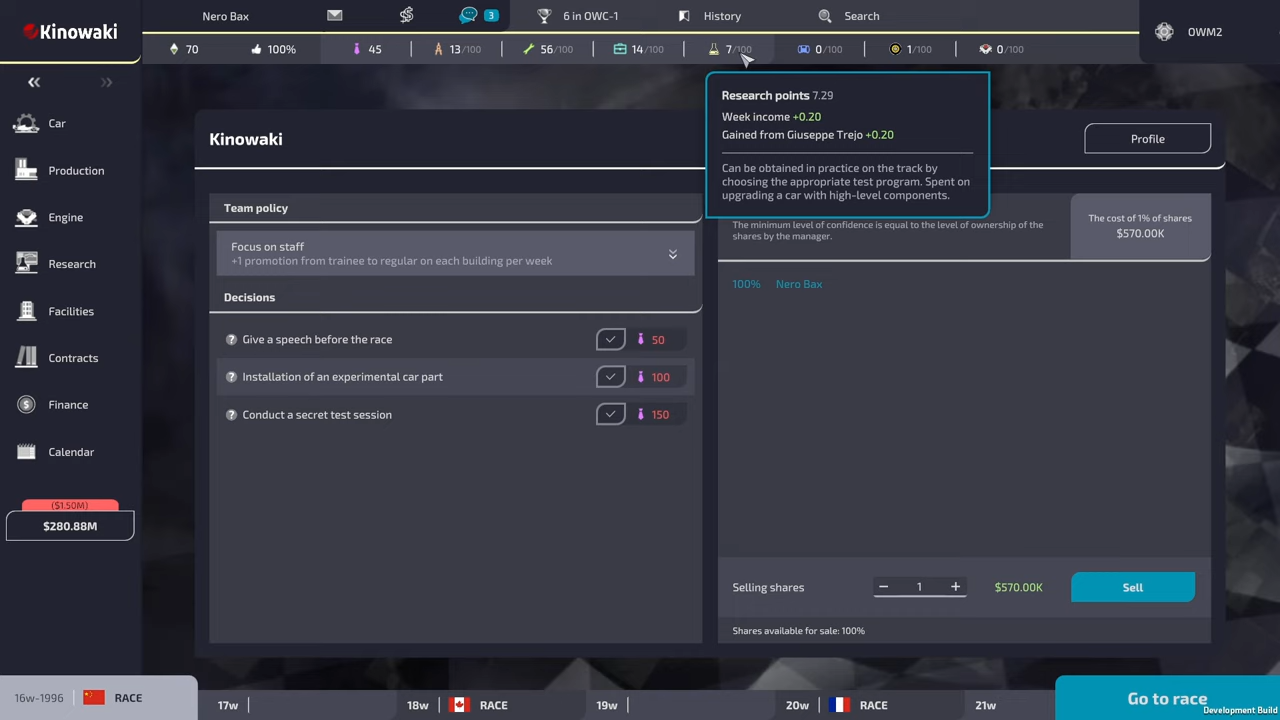 Kinowaki
Nero Bax
3
6 in OWC-1
History
Search
OWM2
70
100%
45
13/100
56/100
14/100
7/100
0/100
1/100
0/100
Research points 7.29
Week income +0.20
Gained from Giuseppe Trejo +0.20
Can be obtained in practice on the track by
choosing the appropriate test program. Spent on
upgrading a car with high-level components.
Car
Production
Engine
Research
Facilities
Contracts
Finance
Calendar
($1.50M)
$280.88M
Kinowaki
Profile
Team policy
Focus on staff
+1 promotion from trainee to regular on each building per week
Decisions
Give a speech before the race
50
Installation of an experimental car part
100
Conduct a secret test session
150
The minimum level of confidence is equal to the level of ownership of the
shares by the manager.
The cost of 1% of shares
$570.00K
100% Nero Bax
Selling shares
1
$570.00K
Sell
Shares available for sale: 100%
16w-1996
RACE
17w
18w
RACE
19w
20w
RACE
21w
Go to race
Development Build